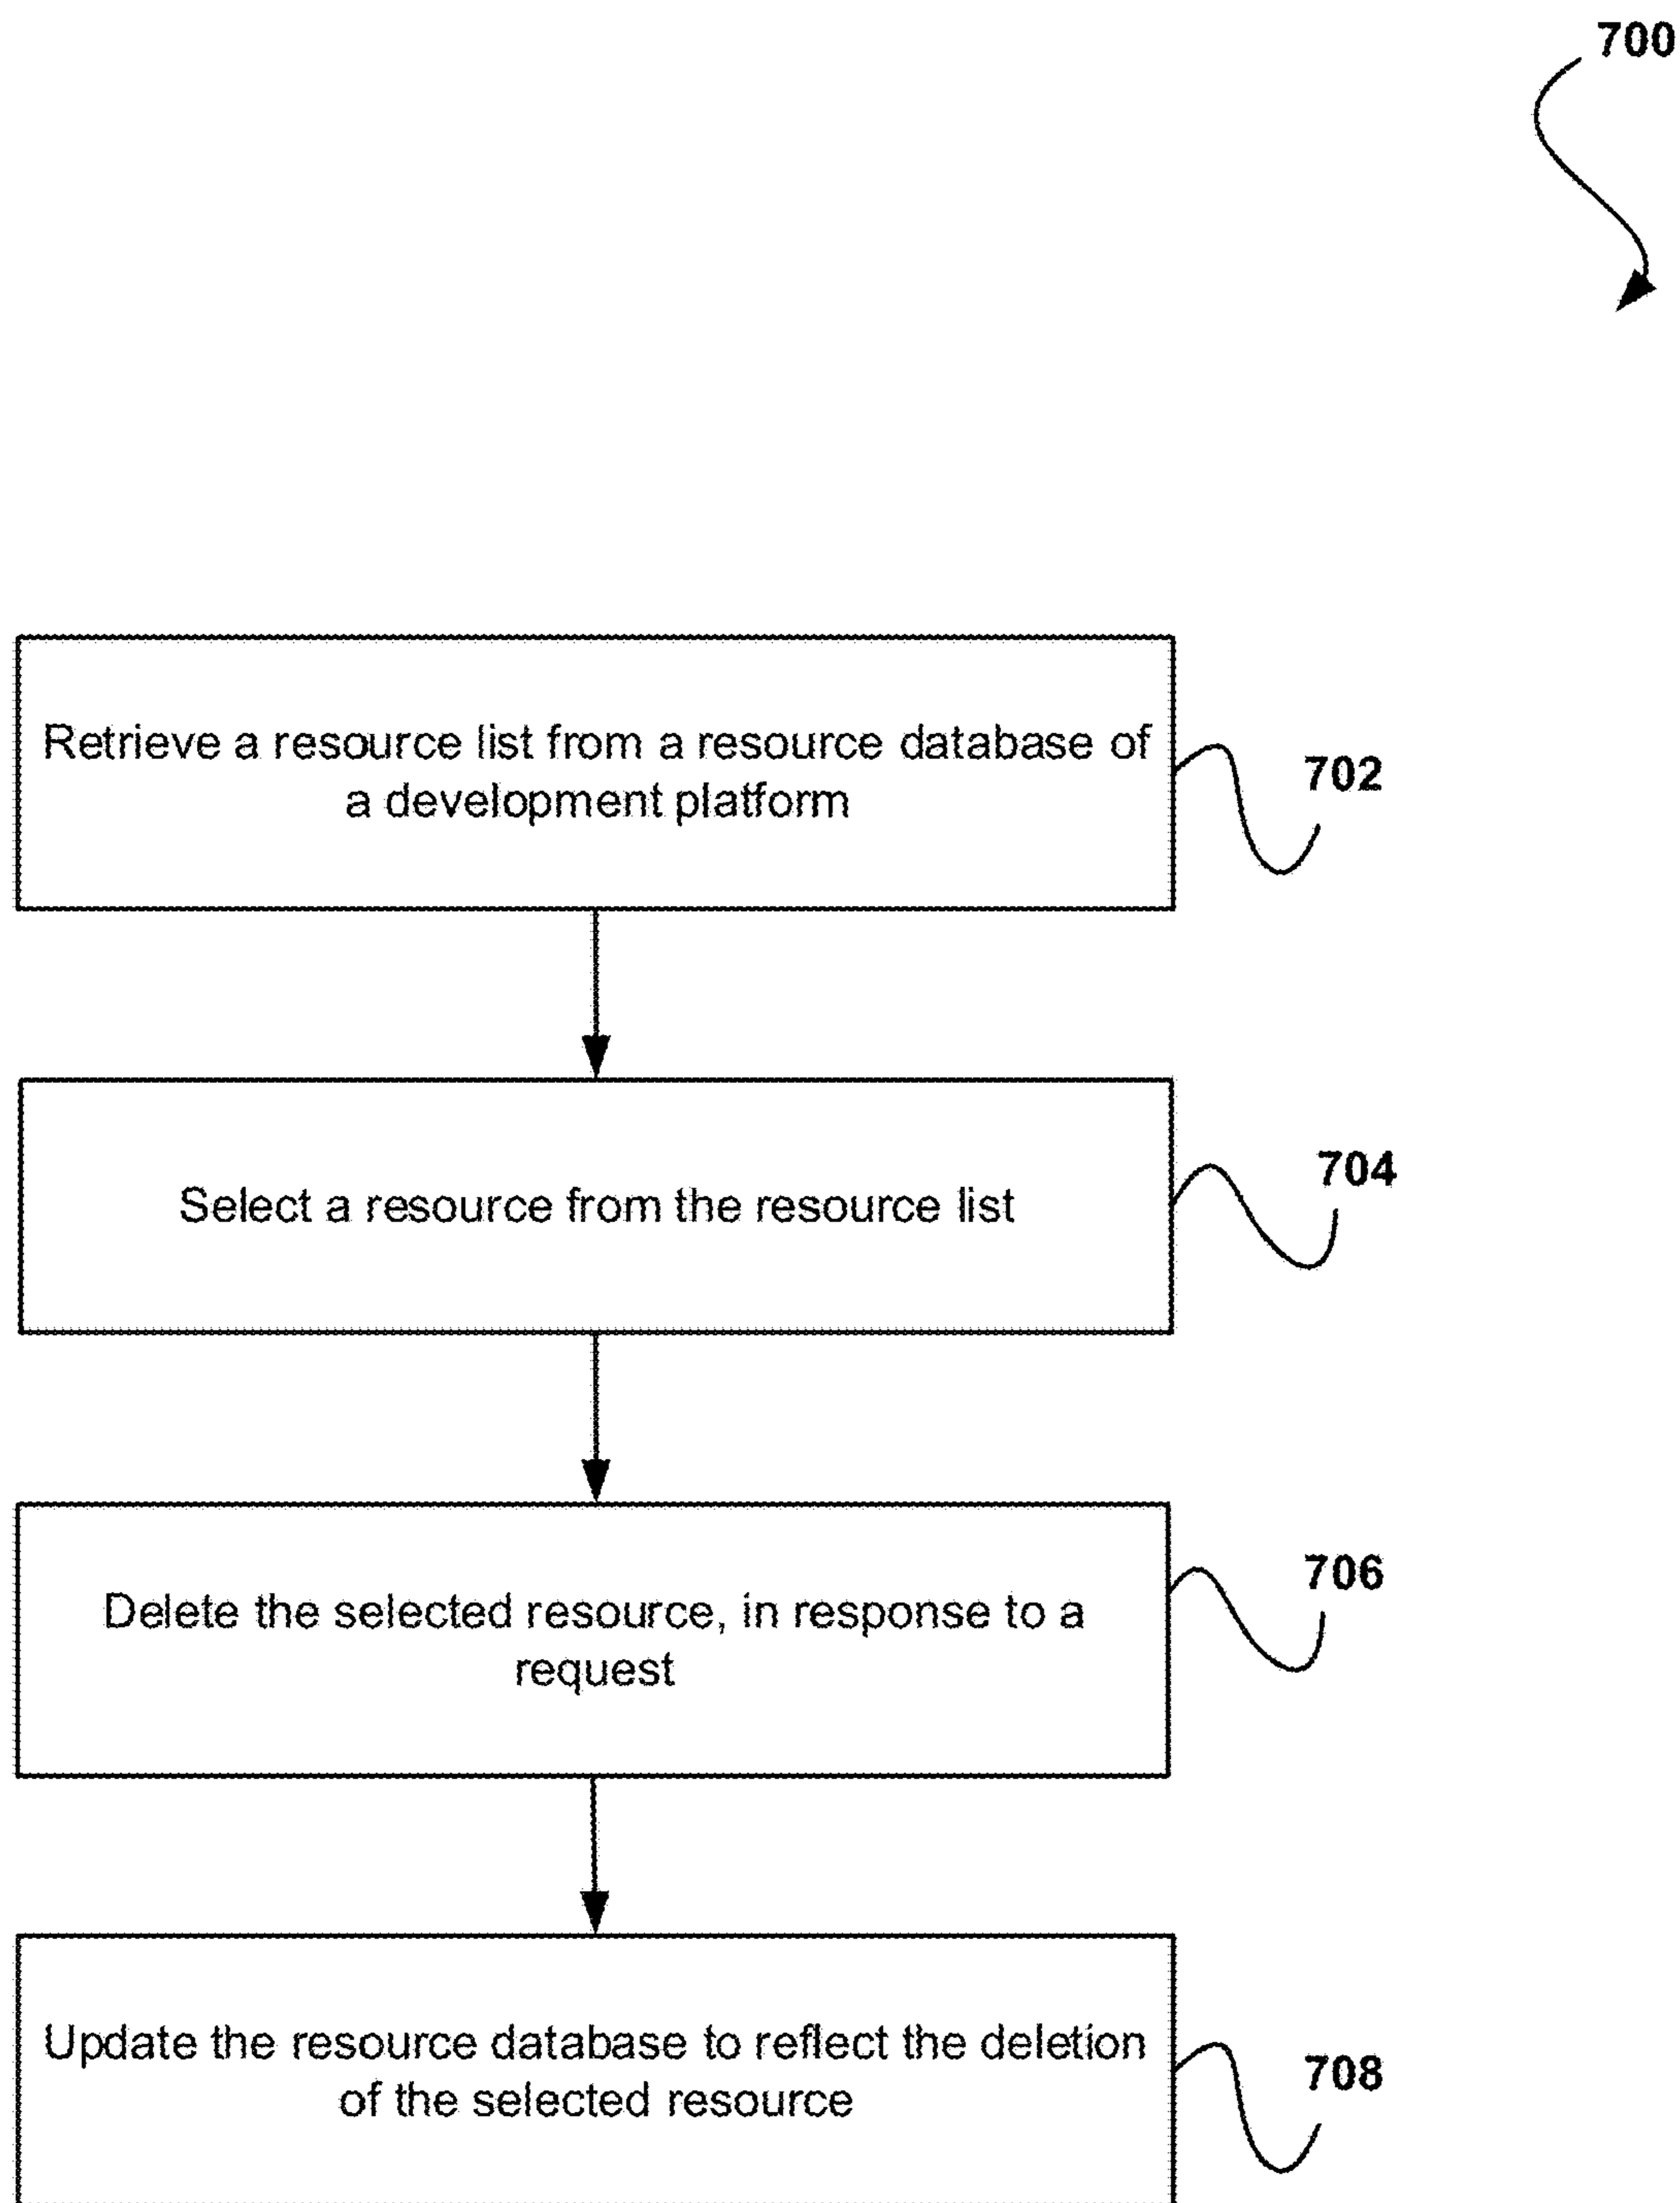 700
Retrieve a resource list from a resource database of
a development platform
702
Select a resource from the resource list
704
Delete the selected resource, in response to a
request
706
Update the resource database to reflect the deletion
of the selected resource
708